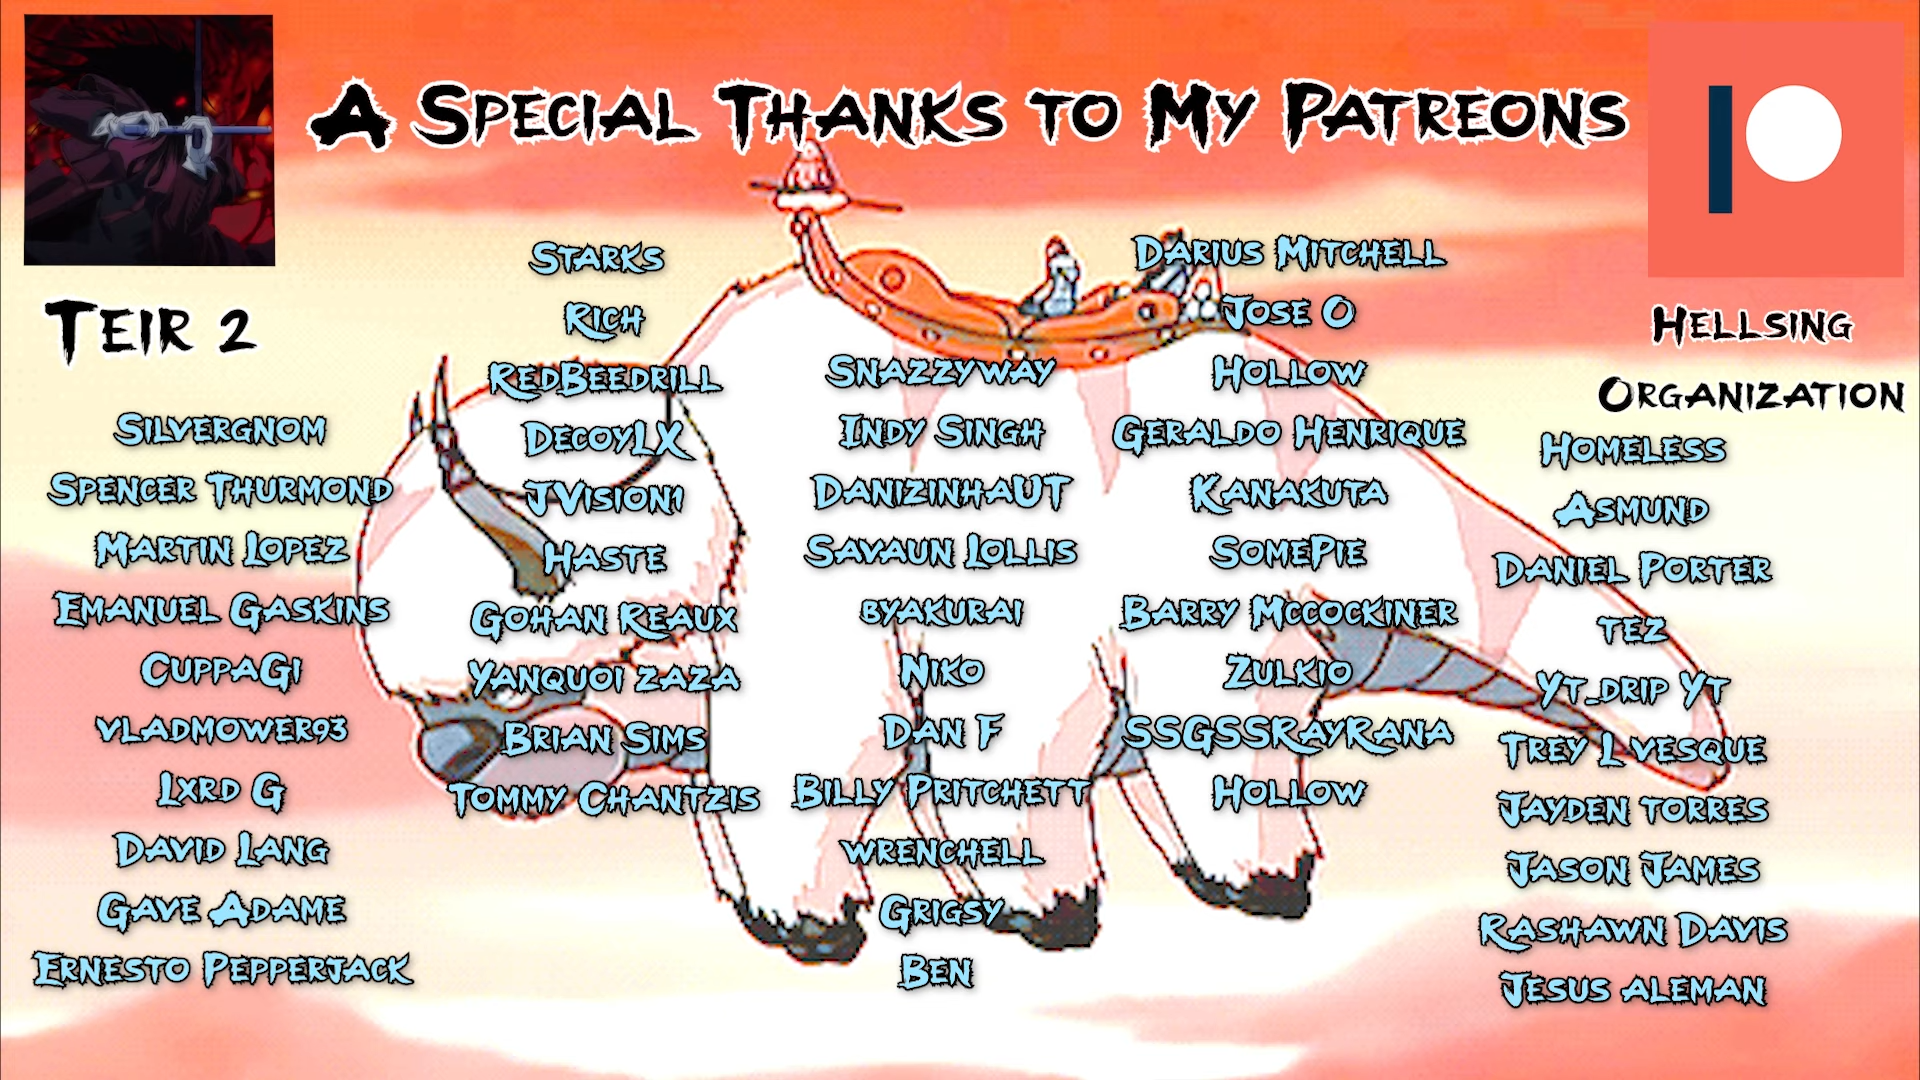 A Special Thanks to My Patreons
Teir 2
Silvergnom
Spencer Thurmond
Martin Lopez
Emanuel Gaskins
CuppaGi
vladmower93
Lxrd G
David Lang
Gave Adame
Ernesto Pepperjack
Starks
Rich
RedBeedrill
DecoyLX
JVision1
Haste
Gohan Reaux
Yanquoi zaza
Brian Sims
Tommy Chantzis
Snazzyway
Indy Singh
DanizinhaUT
Savaun Lollis
byakurai
Niko
Dan F
Billy Pritchett
wrenchell
Grigsy
Ben
Darius Mitchell
Jose O
Hollow
Geraldo Henrique
Kanakuta
SomePie
Barry Mccockiner
Zulkio
SSGSSRayRana
Hollow
Hellsing
Organization
Homeless
Asmund
Daniel Porter
tez
Yt_drip Yt
Trey L vesque
Jayden torres
Jason James
Rashawn Davis
Jesus aleman